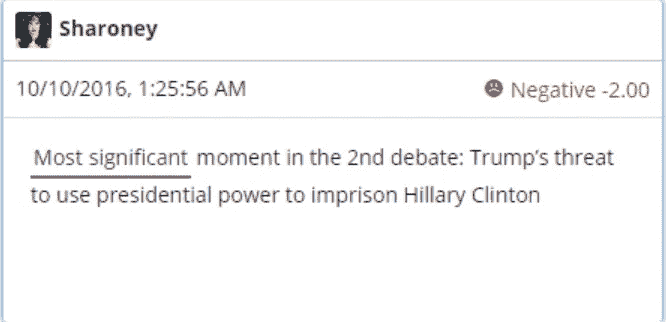 Sharoney
10/10/2016, 1:25:56 AM Negative -2.00
Most significant moment in the 2nd debate: Trump’s threat
to use presidential power to imprison Hillary Clinton